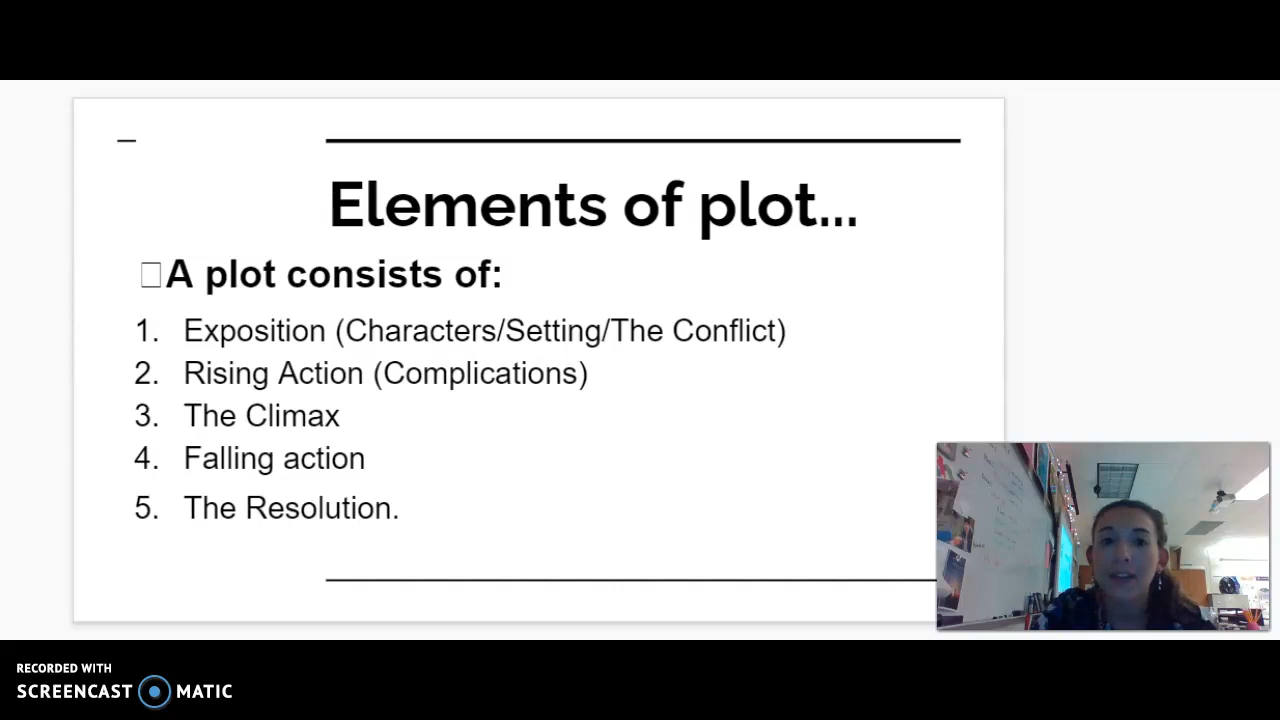 Elements of plot...
A plot consists of:
1. Exposition (Characters/Setting/The Conflict)
2. Rising Action (Complications)
3. The Climax
4. Falling action
5. The Resolution.
RECORDED WITH
SCREENCAST MATIC